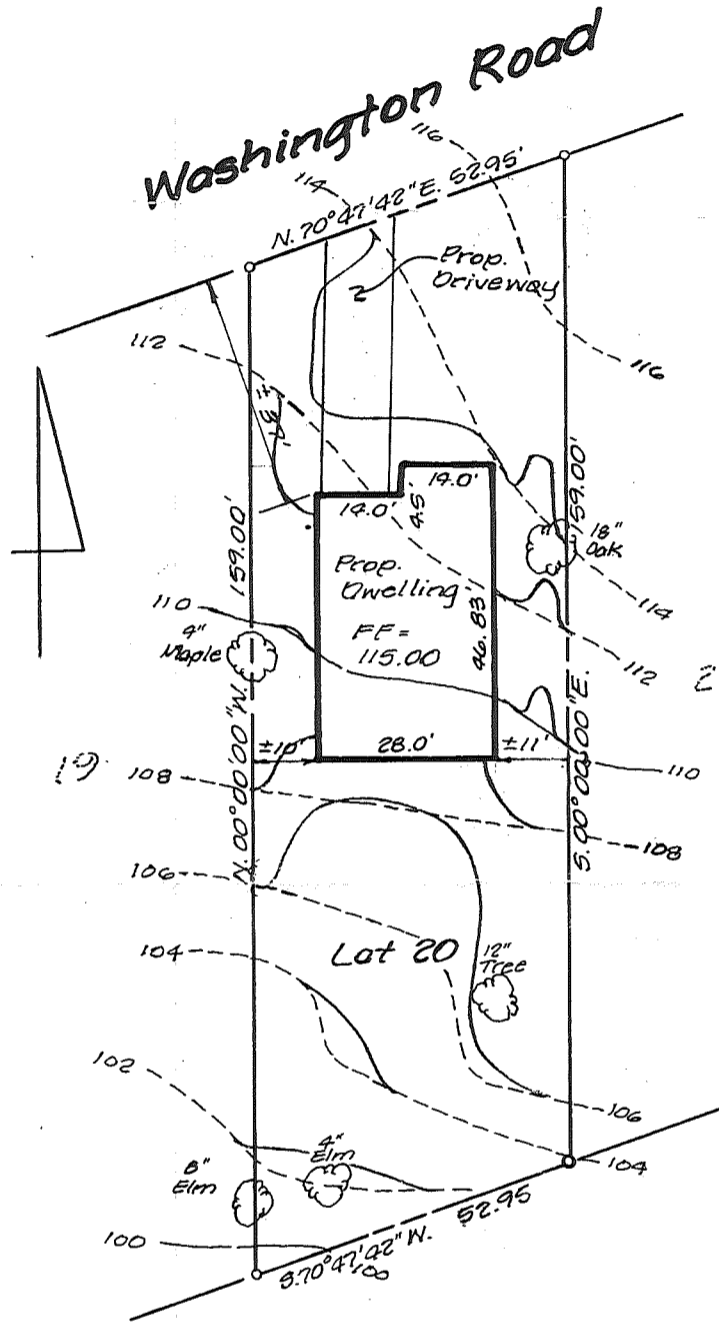 Washington Road
116
114
N. 70°47'42" E. 52.95'
Prop.
Driveway
112
116
14.0'
14.0'
4.5'
159.00'
159.00'
18"
Oak
Prop.
Dwelling
46.83
FF =
115.00
114
110
4"
Maple
112
N. 00°00'00" W.
S. 00°00'00" E.
±10'
28.0'
±11'
19
108
110
108
106
104
Lot 20
12"
Tree
102
106
104
4"
Elm
8"
Elm
100
52.95
S. 70°47'42" W.
100